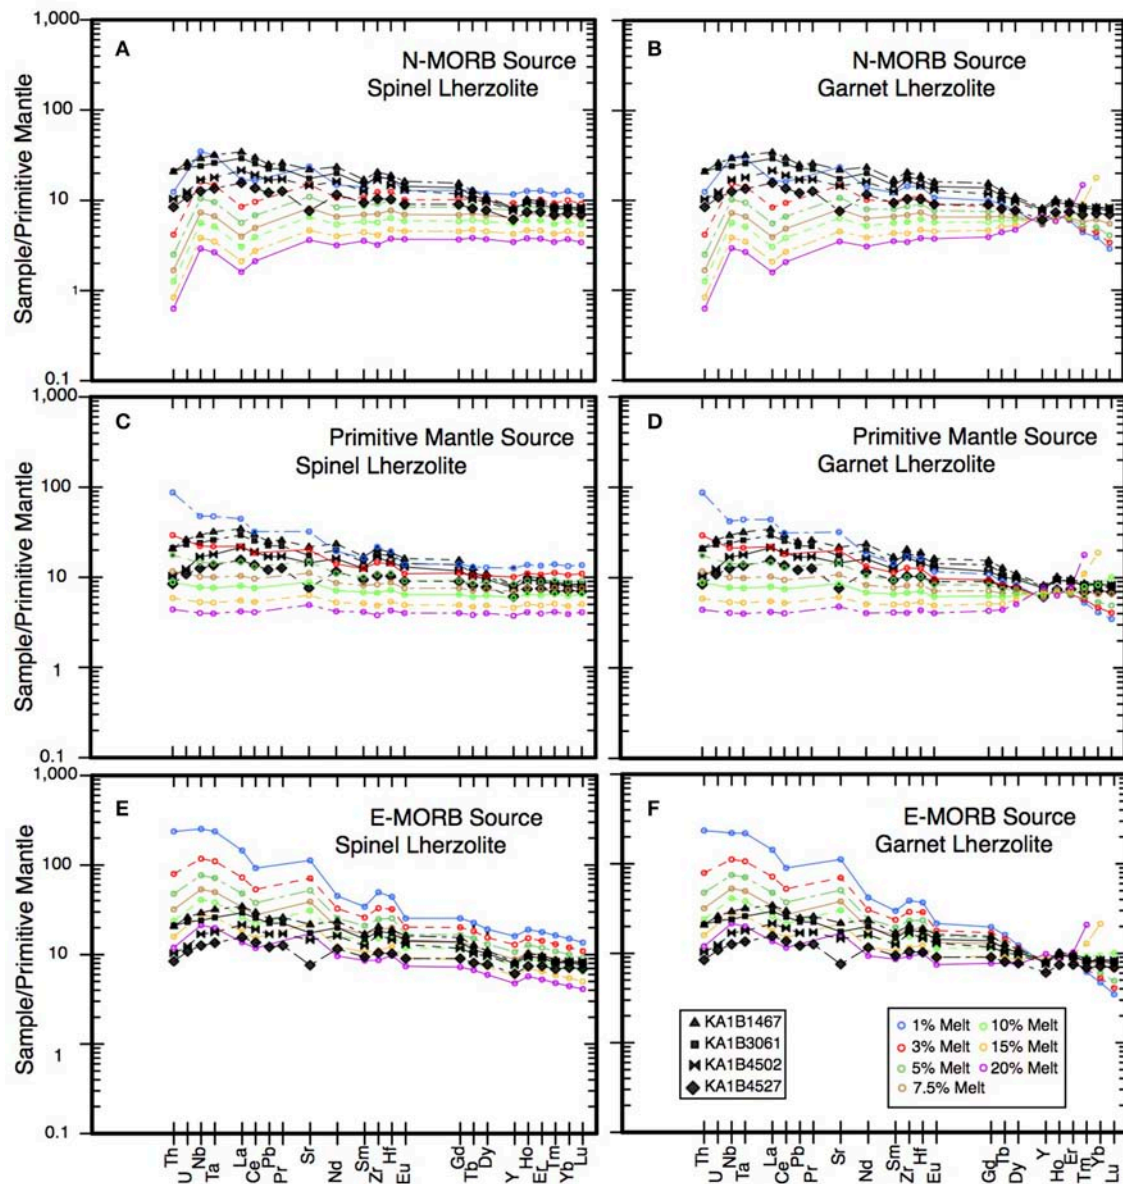 A
N-MORB Source
Spinel Lherzolite
B
N-MORB Source
Garnet Lherzolite
1,000
100
10
1
0.1
Sample/Primitive Mantle
C
Primitive Mantle Source
Spinel Lherzolite
D
Primitive Mantle Source
Garnet Lherzolite
1,000
100
10
1
0.1
Sample/Primitive Mantle
E
E-MORB Source
Spinel Lherzolite
F
E-MORB Source
Garnet Lherzolite
1,000
100
10
1
0.1
Sample/Primitive Mantle
KA1B1467
KA1B3061
KA1B4502
KA1B4527
1% Melt 10% Melt
3% Melt 15% Melt
5% Melt 20% Melt
7.5% Melt
Th U Nb Ta La Ce Pb Pr Sr Nd Sm Zr Hf Eu Gd Tb Dy Y Ho Er Tm Yb Lu
Th U Nb Ta La Ce Pb Pr Sr Nd Sm Zr Hf Eu Gd Tb Dy Y Ho Er Tm Yb Lu